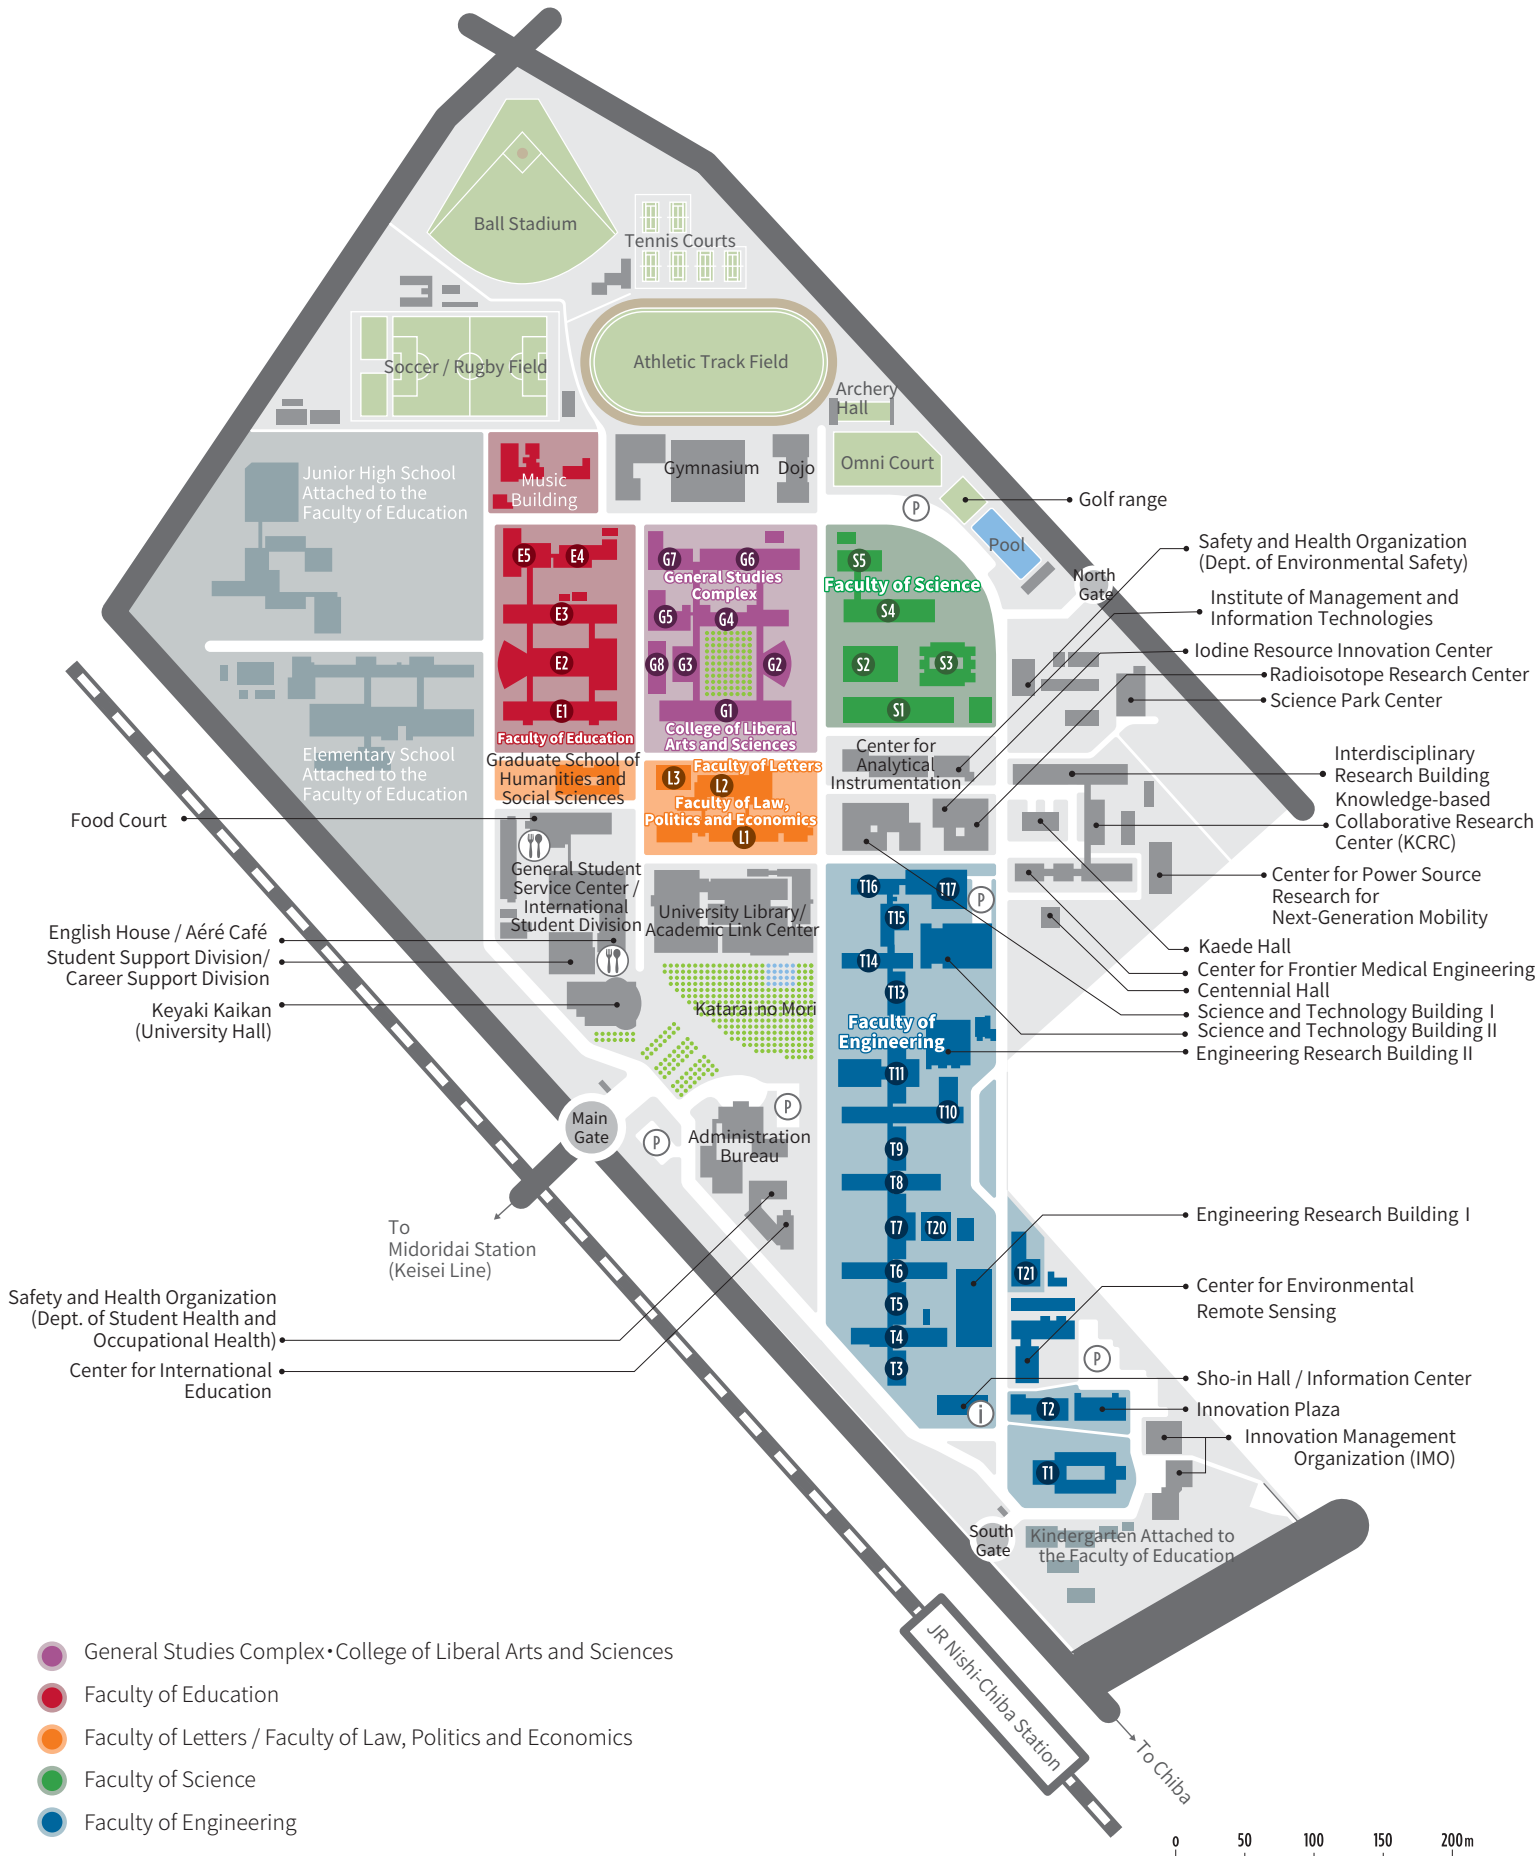 Ball Stadium
Tennis Courts
Soccer / Rugby Field
Athletic Track Field
Archery
Hall
Junior High School
Attached to the
Faculty of Education
Music
Building
Gymnasium
Dojo
Omni Court
P
Golf range
Pool
North
Gate
E5
E4
E3
E2
E1
Faculty of Education
G7
G6
General Studies
Complex
G5
G4
G8
G3
G2
G1
College of Liberal
Arts and Sciences
S5
Faculty of Science
S4
S2
S3
S1
Safety and Health Organization
(Dept. of Environmental Safety)
Institute of Management and
Information Technologies
Iodine Resource Innovation Center
Radioisotope Research Center
Science Park Center
Interdisciplinary
Research Building
Knowledge-based
Collaborative Research
Center (KCRC)
Center for Power Source
Research for
Next-Generation Mobility
Kaede Hall
Center for Frontier Medical Engineering
Centennial Hall
Science and Technology Building I
Science and Technology Building II
Engineering Research Building II
Elementary School
Attached to the
Faculty of Education
Graduate School of
Humanities and
Social Sciences
L3
Faculty of Letters
L2
Faculty of Law,
Politics and Economics
L1
Center for
Analytical
Instrumentation
Food Court
General Student
Service Center /
International
Student Division
University Library/
Academic Link Center
English House / Aéré Café
Student Support Division/
Career Support Division
Keyaki Kaikan
(University Hall)
Katarai no Mori
T16
T17
P
T15
T14
T13
Faculty of
Engineering
T11
T10
T9
T8
T7
T20
T6
T21
T5
T4
T3
Main
Gate
P
P
Administration
Bureau
To
Midoridai Station
(Keisei Line)
Safety and Health Organization
(Dept. of Student Health and
Occupational Health)
Center for International
Education
Engineering Research Building I
Center for Environmental
Remote Sensing
P
Sho-in Hall / Information Center
i
T2
Innovation Plaza
Innovation Management
Organization (IMO)
T1
South
Gate
Kindergarten Attached to
the Faculty of Education
JR Nishi-Chiba Station
To Chiba
General Studies Complex・College of Liberal Arts and Sciences
Faculty of Education
Faculty of Letters / Faculty of Law, Politics and Economics
Faculty of Science
Faculty of Engineering
0 50 100 150 200m